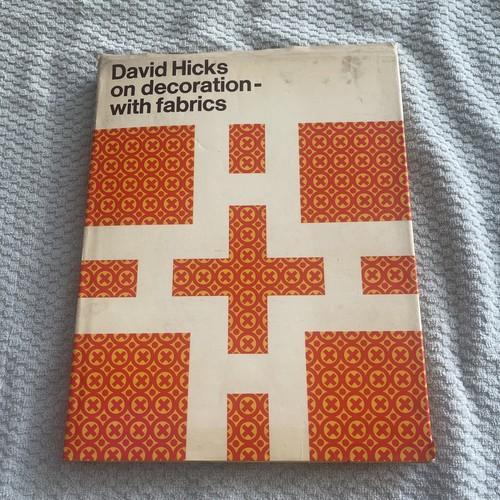 David Hicks
on decoration-
with fabrics